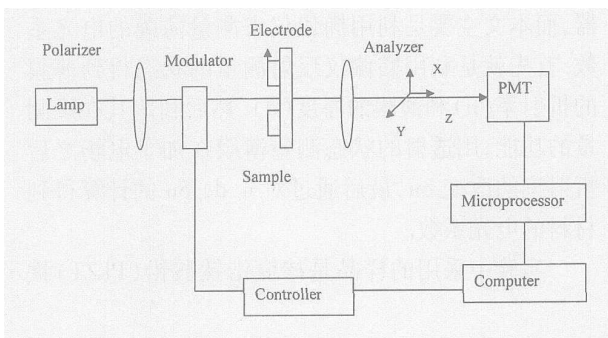 Electrode
Polarizer
Modulator
Analyzer
X
Lamp
PMT
Y
Z
Sample
Microprocessor
Controller
Computer